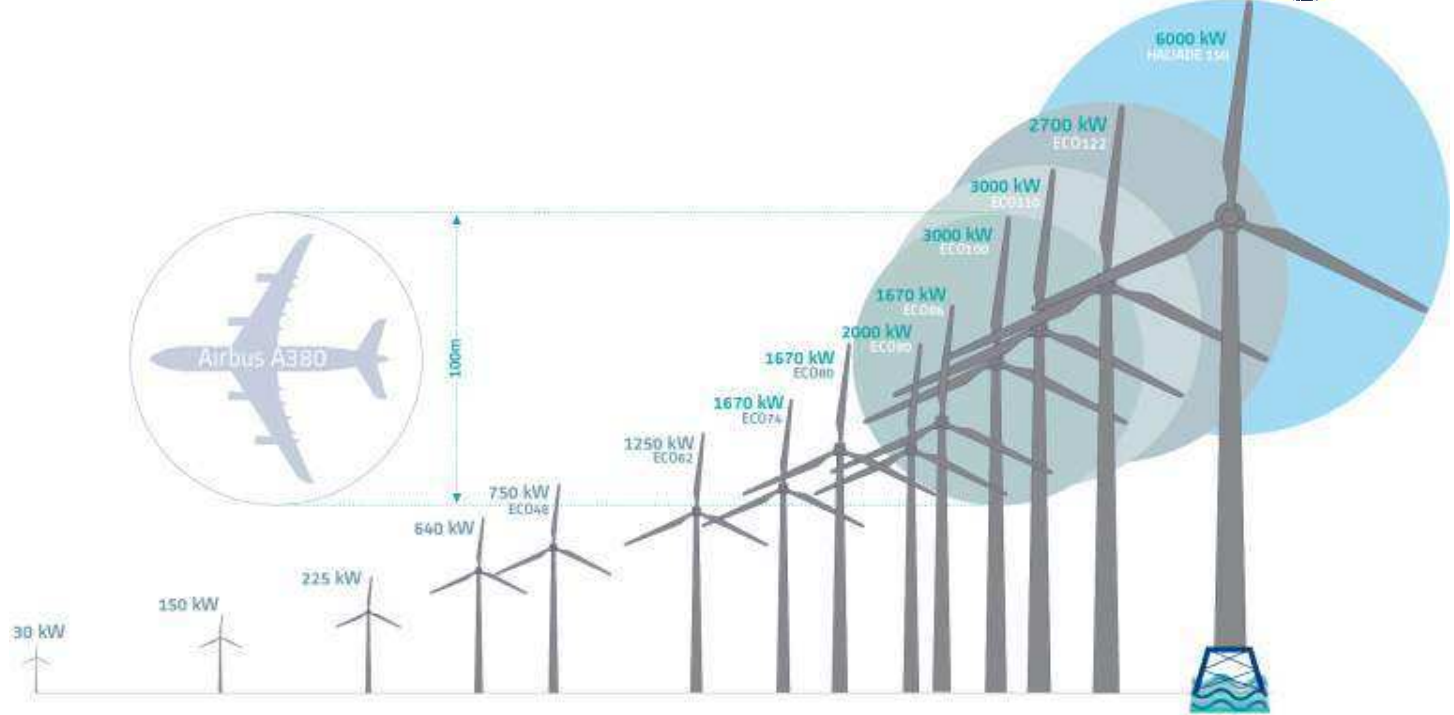 30 kW
150 kW
225 kW
640 kW
750 kW
ECO48
1250 kW
ECO62
1670 kW
ECO74
1670 kW
ECO80
2000 kW
ECO80
1670 kW
ECO86
3000 kW
ECO100
3000 kW
ECO110
2700 kW
ECO122
6000 kW
HALIADE 150
Airbus A380
100m